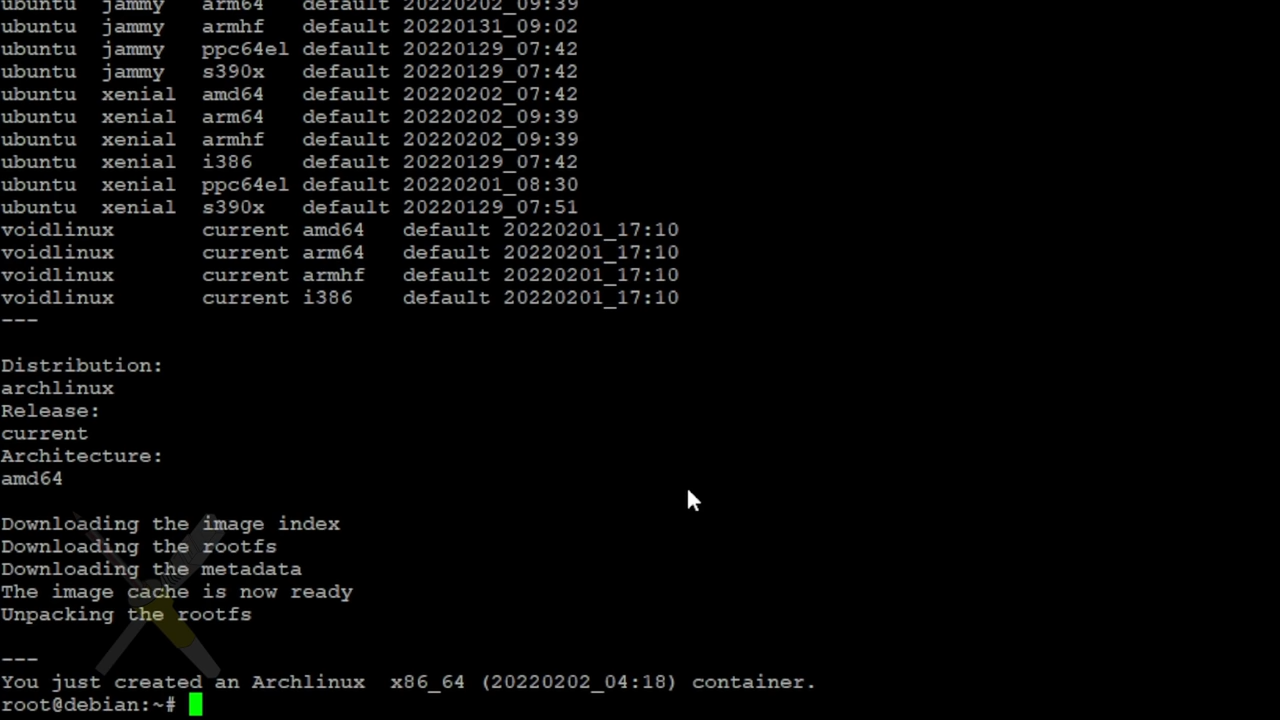 ubuntu jammy arm64 default 20220202_09:39
ubuntu jammy armhf default 20220131_09:02
ubuntu jammy ppc64el default 20220129_07:42
ubuntu jammy s390x default 20220129_07:42
ubuntu xenial amd64 default 20220202_07:42
ubuntu xenial arm64 default 20220202_09:39
ubuntu xenial armhf default 20220202_09:39
ubuntu xenial i386 default 20220129_07:42
ubuntu xenial ppc64el default 20220201_08:30
ubuntu xenial s390x default 20220129_07:51
voidlinux current amd64 default 20220201_17:10
voidlinux current arm64 default 20220201_17:10
voidlinux current armhf default 20220201_17:10
voidlinux current i386 default 20220201_17:10
---
Distribution:
archlinux
Release:
current
Architecture:
amd64
Downloading the image index
Downloading the rootfs
Downloading the metadata
The image cache is now ready
Unpacking the rootfs
---
You just created an Archlinux x86_64 (20220202_04:18) container.
root@debian:~#